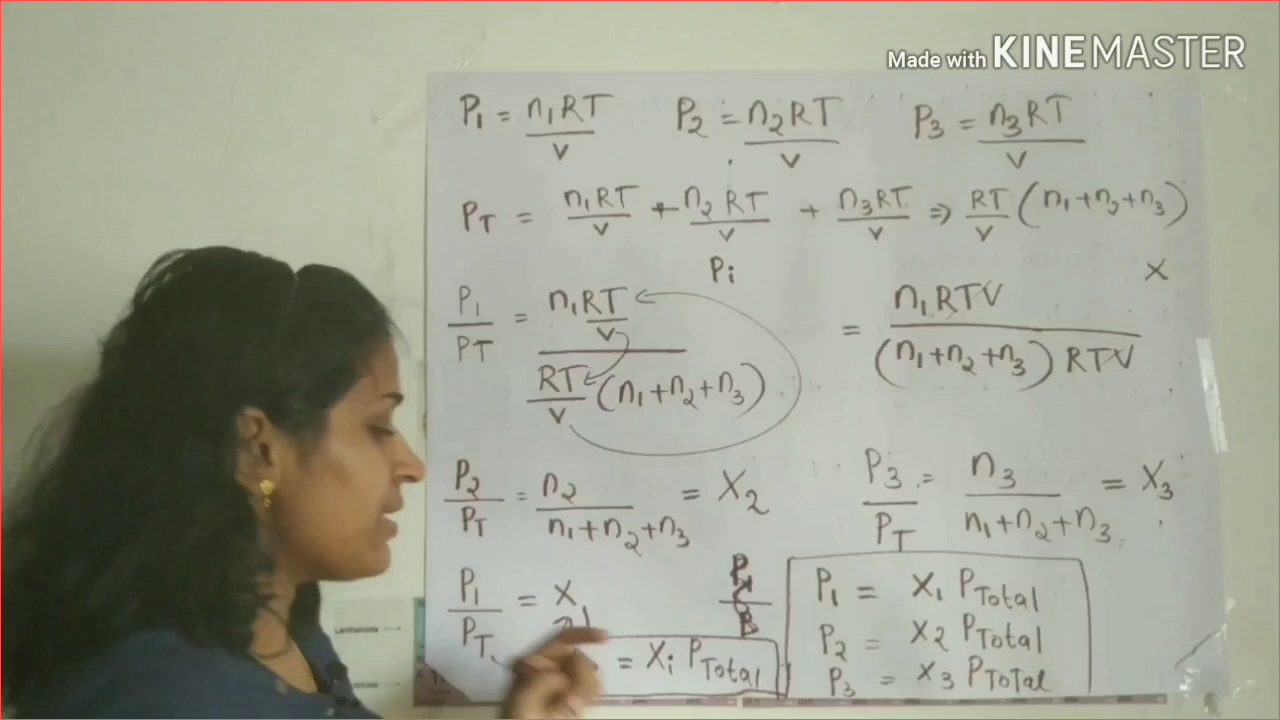 Made with KINEMASTER
P1 = n1RT/V P2 = n2RT/V P3 = n3RT/V
PT = n1RT/V + n2RT/V + n3RT/V ⇒ RT/V (n1+n2+n3)
Pi
X
P1/PT = (n1RT/V) / (RT/V (n1+n2+n3)) = n1RTV / ((n1+n2+n3) RTV)
P2/PT = n2/(n1+n2+n3) = X2 P3/PT = n3/(n1+n2+n3) = X3
P1/PT = X1
= Xi PTotal
P1 = X1 PTotal
P2 = X2 PTotal
P3 = X3 PTotal